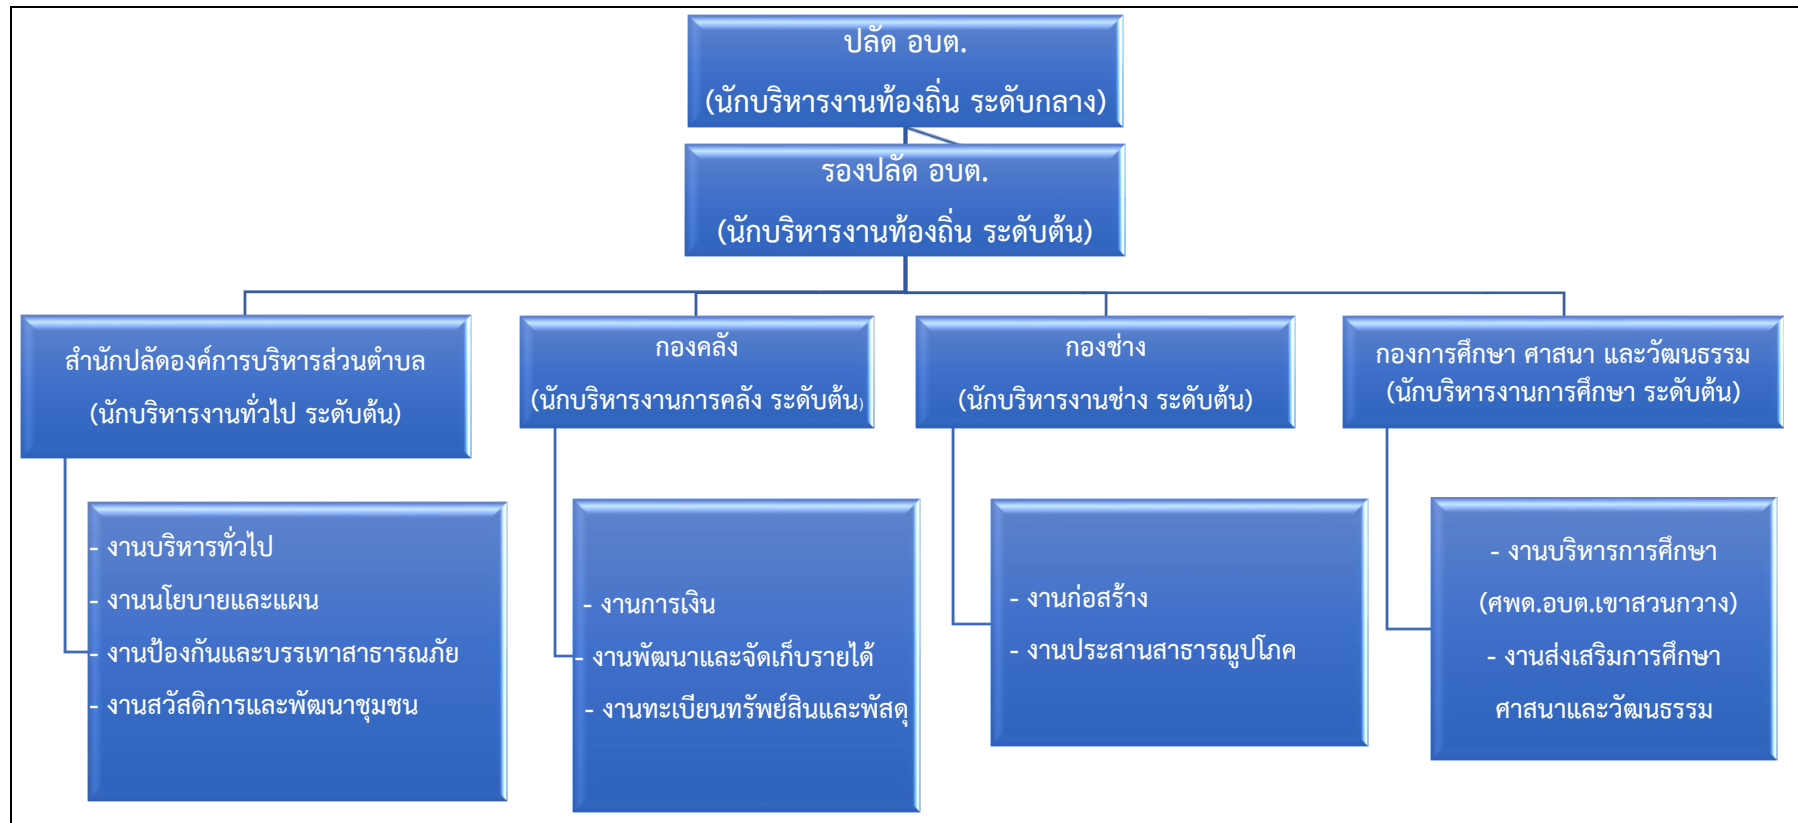 ปลัด อบต.
(นักบริหารงานท้องถิ่น ระดับกลาง)
รองปลัด อบต.
(นักบริหารงานท้องถิ่น ระดับต้น)
สำนักปลัดองค์การบริหารส่วนตำบล
(นักบริหารงานทั่วไป ระดับต้น)
กองคลัง
(นักบริหารงานการคลัง ระดับต้น)
กองช่าง
(นักบริหารงานช่าง ระดับต้น)
กองการศึกษา ศาสนา และวัฒนธรรม
(นักบริหารงานการศึกษา ระดับต้น)
- งานบริหารทั่วไป
- งานนโยบายและแผน
- งานป้องกันและบรรเทาสาธารณภัย
- งานสวัสดิการและพัฒนาชุมชน
- งานการเงิน
- งานพัฒนาและจัดเก็บรายได้
- งานทะเบียนทรัพย์สินและพัสดุ
- งานก่อสร้าง
- งานประสานสาธารณูปโภค
- งานบริหารการศึกษา
(ศพด.อบต.เขาสวนกวาง)
- งานส่งเสริมการศึกษา
ศาสนาและวัฒนธรรม